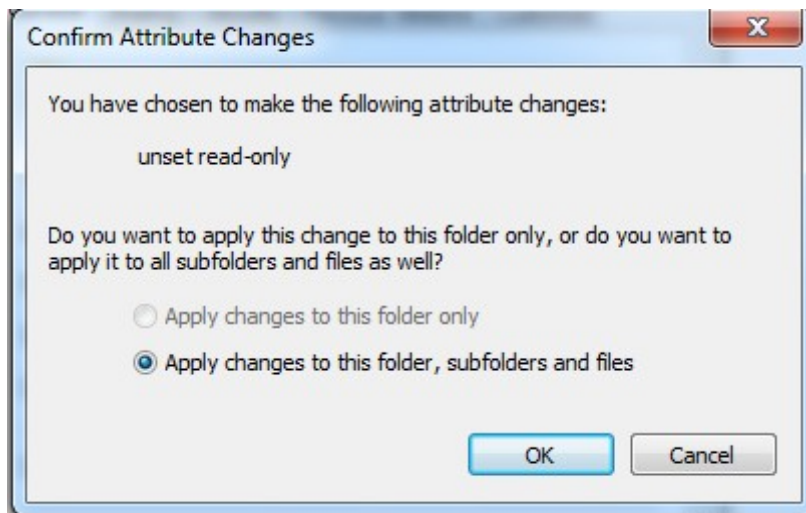 Confirm Attribute Changes
You have chosen to make the following attribute changes:
unset read-only
Do you want to apply this change to this folder only, or do you want to
apply it to all subfolders and files as well?
Apply changes to this folder only
Apply changes to this folder, subfolders and files
OK Cancel